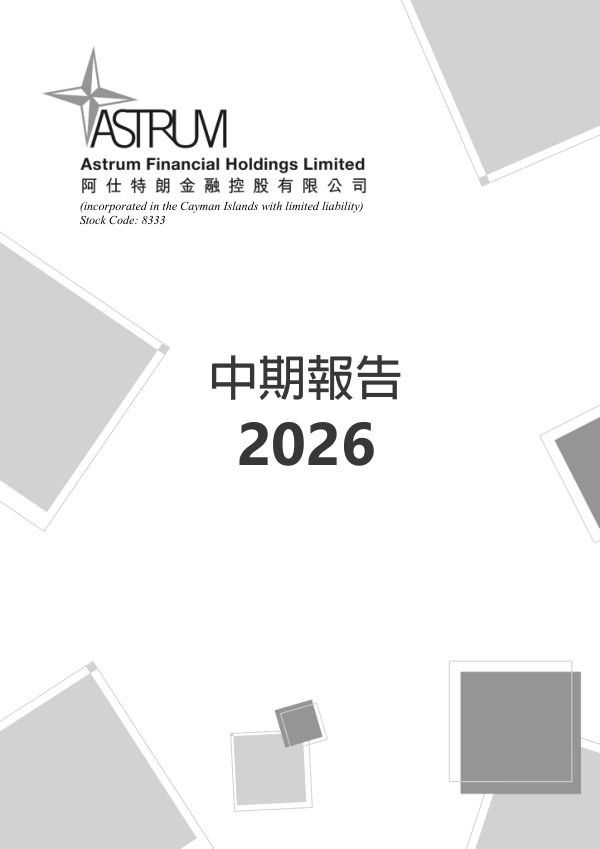 ASTRUM
Astrum Financial Holdings Limited
阿仕特朗金融控股有限公司
(incorporated in the Cayman Islands with limited liability)
Stock Code: 8333
中期報告
2026